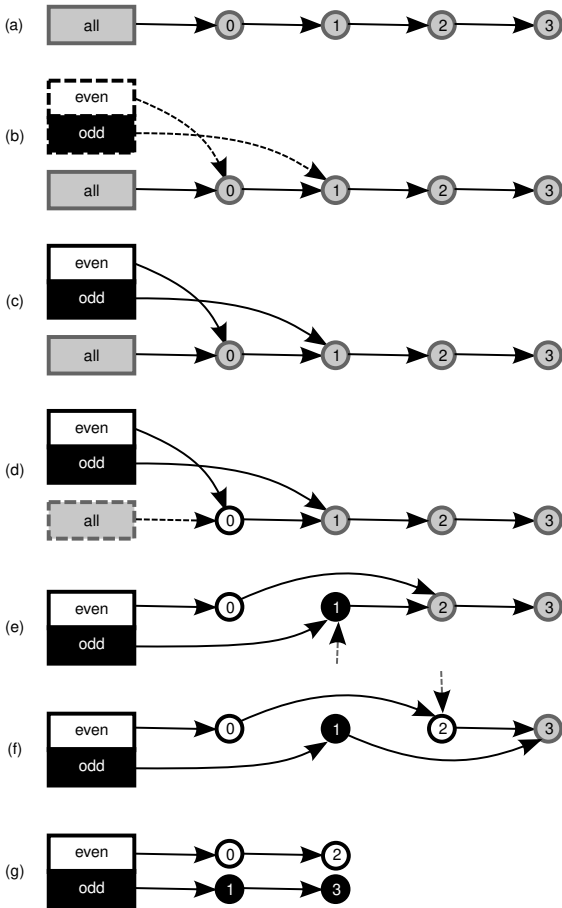 (a) all 0 1 2 3
even
(b) odd
all 0 1 2 3
even
(c) odd
all 0 1 2 3
even
(d) odd
all 0 1 2 3
even 0 1 2 3
(e) odd
even 0 1 2 3
(f) odd
even 0 2
(g) odd 1 3